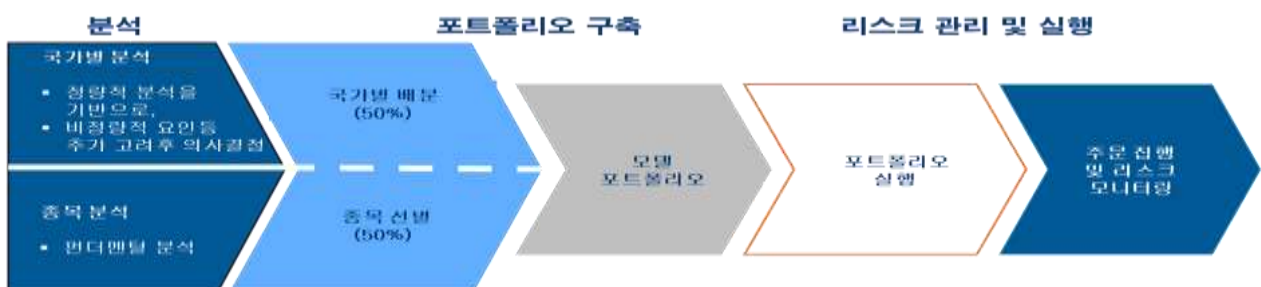 분석
포트폴리오 구축
리스크 관리 및 실행
국가별 분석
• 정량적 분석을
기반으로,
• 비정량적 요인등
추가 고려후 의사결정
종목 분석
• 펀더멘탈 분석
국가별 배분
(50%)
종목 선별
(50%)
모델
포트폴리오
포트폴리오
실행
주문 집행
및 리스크
모니터링